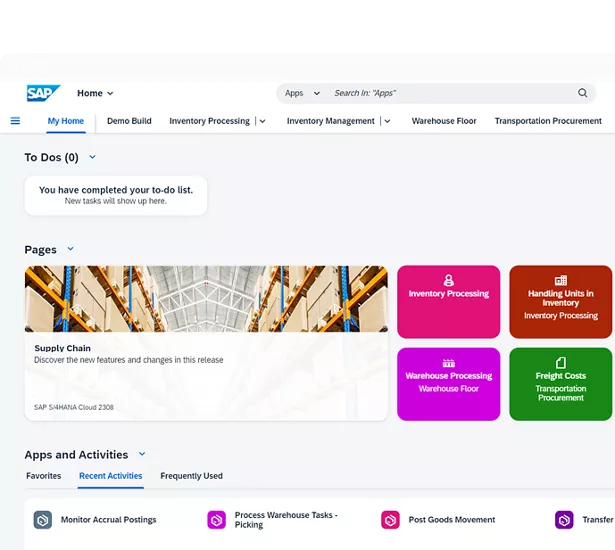 SAP Home Apps Search In: "Apps"
My Home Demo Build Inventory Processing Inventory Management Warehouse Floor Transportation Procurement
To Dos (0)
You have completed your to-do list.
New tasks will show up here.
Pages
Supply Chain
Discover the new features and changes in this release
SAP S/4HANA Cloud 2308
Inventory Processing
Handling Units in
Inventory
Inventory Processing
Warehouse Processing
Warehouse Floor
Freight Costs
Transportation
Procurement
Apps and Activities
Favorites Recent Activities Frequently Used
Monitor Accrual Postings
Process Warehouse Tasks -
Picking
Post Goods Movement
Transfer